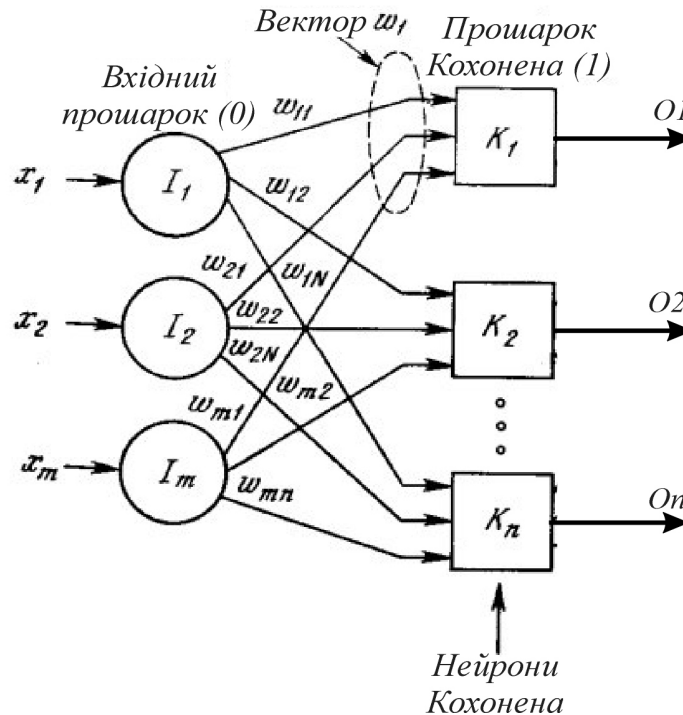 Вектор w₁
Прошарок
Кохонена (1)
Вхідний
прошарок (0)
w₁₁
O1
K₁
x₁
I₁
w₁₂
w₂₁
w₁N
x₂
I₂
w₂₂
K₂
O2
w₂N
wₘ₂
wₘ₁
xₘ
Iₘ
wₘₙ
Kₙ
On
Нейрони
Кохонена